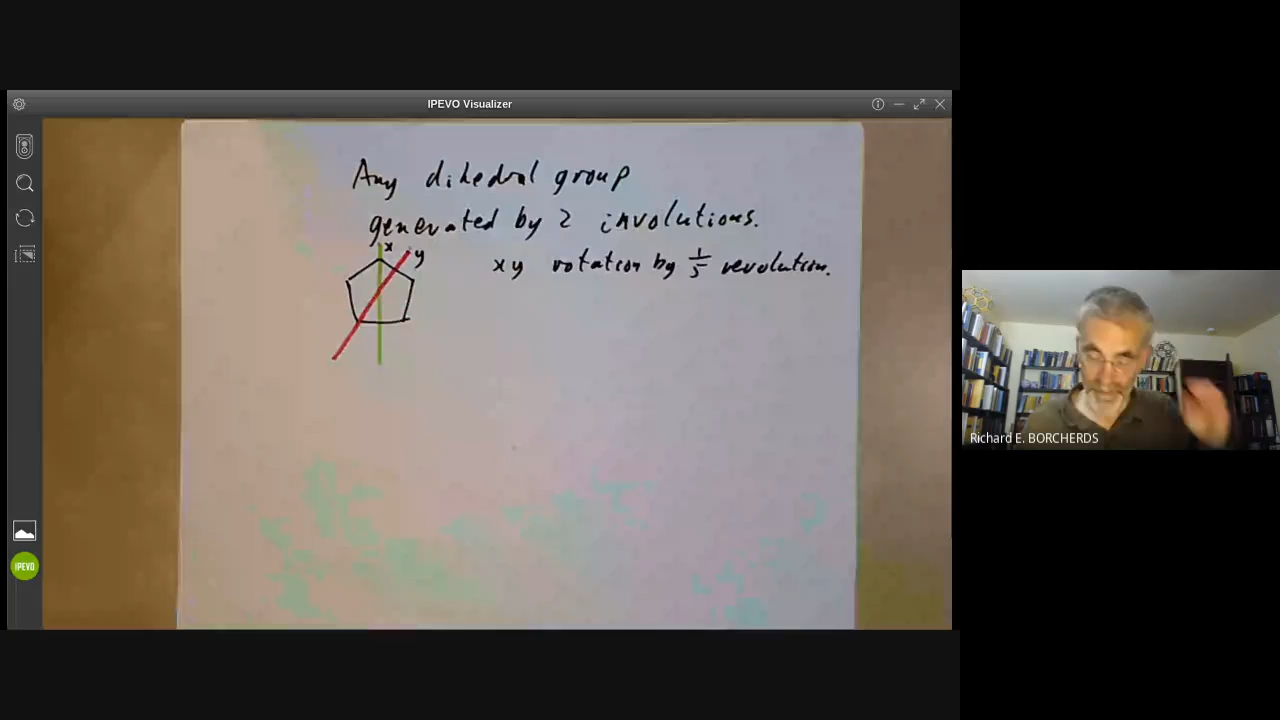 IPEVO Visualizer
Any dihedral group
generated by 2 involutions.
x
y
xy rotation by 1/5 revolution.
Richard E. BORCHERDS
IPEVO